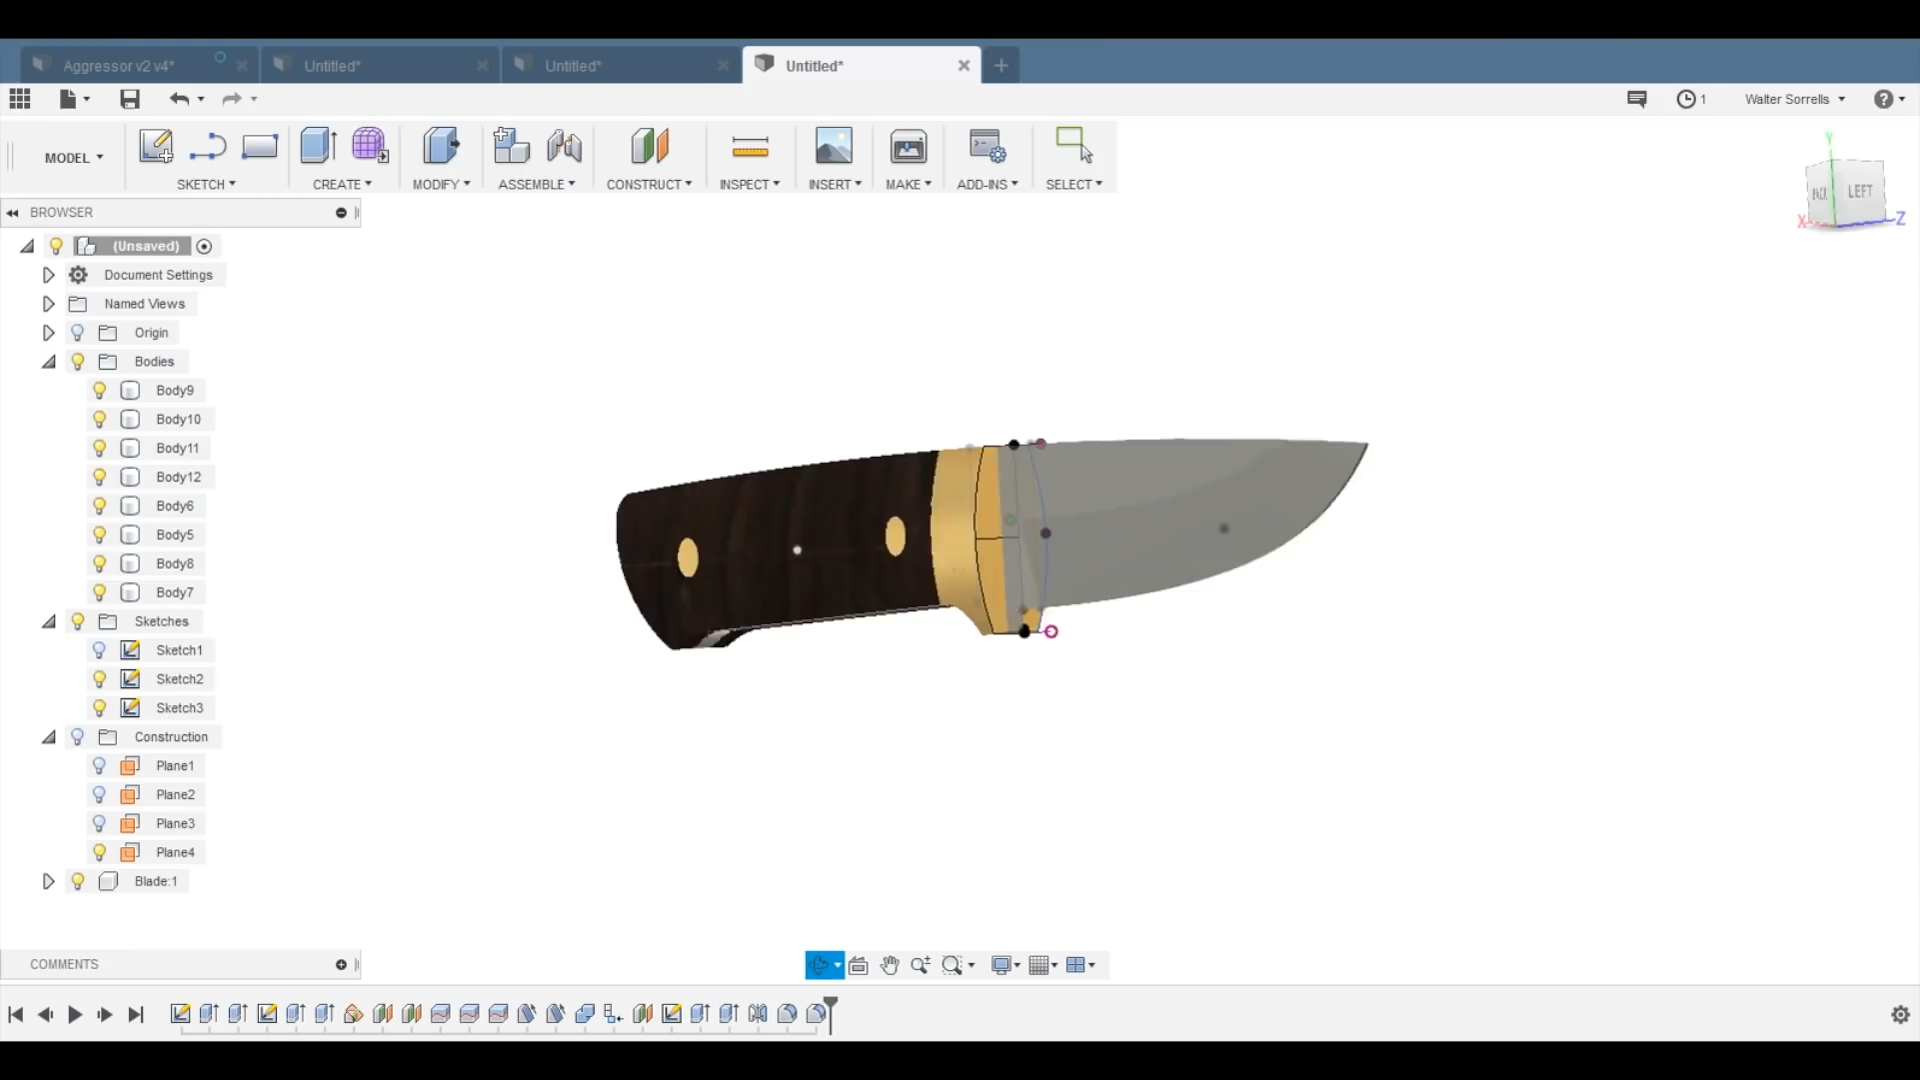 Aggressor v2 v4*
Untitled*
Untitled*
Untitled*
1
Walter Sorrells
MODEL
SKETCH
CREATE
MODIFY
ASSEMBLE
CONSTRUCT
INSPECT
INSERT
MAKE
ADD-INS
SELECT
Y
BACK
LEFT
X
Z
BROWSER
(Unsaved)
Document Settings
Named Views
Origin
Bodies
Body9
Body10
Body11
Body12
Body6
Body5
Body8
Body7
Sketches
Sketch1
Sketch2
Sketch3
Construction
Plane1
Plane2
Plane3
Plane4
Blade:1
COMMENTS